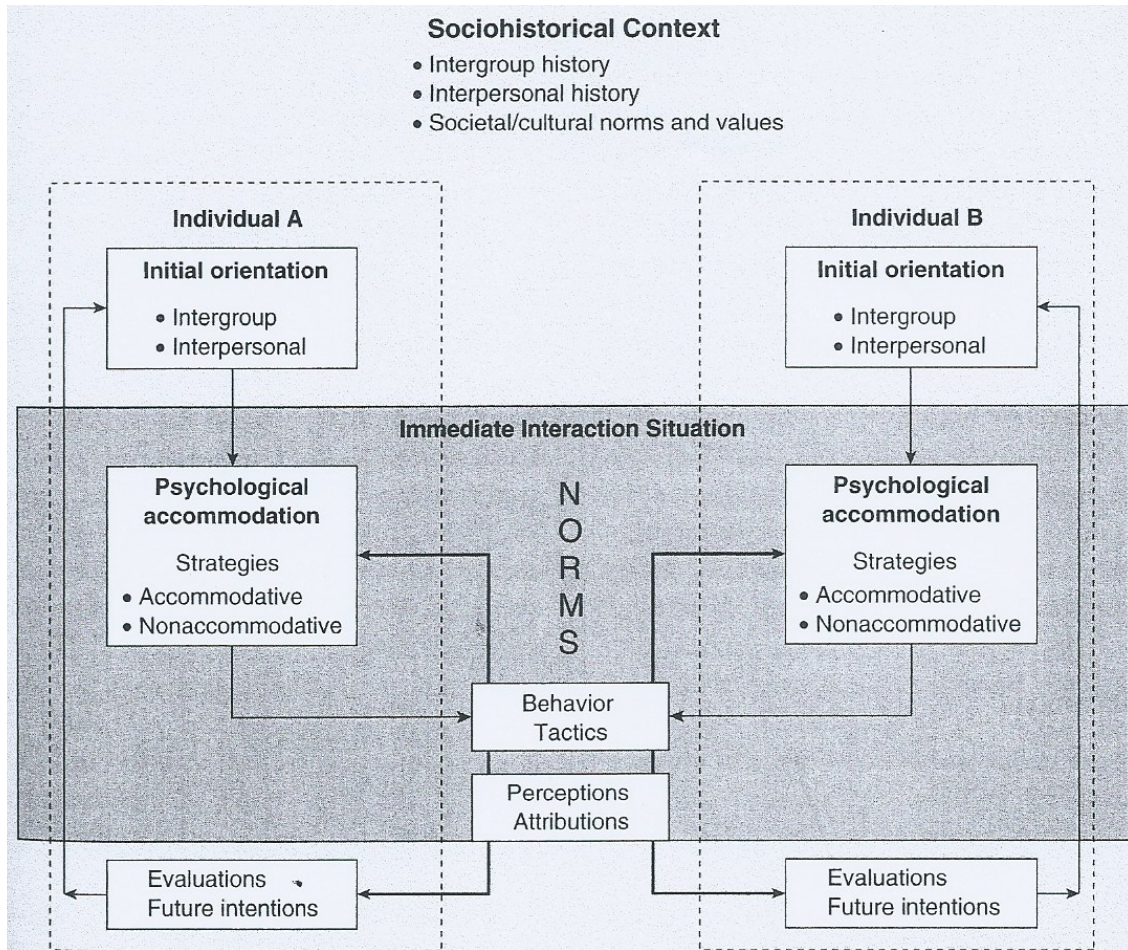 Sociohistorical Context
• Intergroup history
• Interpersonal history
• Societal/cultural norms and values
Individual A
Initial orientation
• Intergroup
• Interpersonal
Individual B
Initial orientation
• Intergroup
• Interpersonal
Immediate Interaction Situation
Psychological
accommodation
Strategies
• Accommodative
• Nonaccommodative
N
O
R
M
S
Psychological
accommodation
Strategies
• Accommodative
• Nonaccommodative
Behavior
Tactics
Perceptions
Attributions
Evaluations
Future intentions
Evaluations
Future intentions